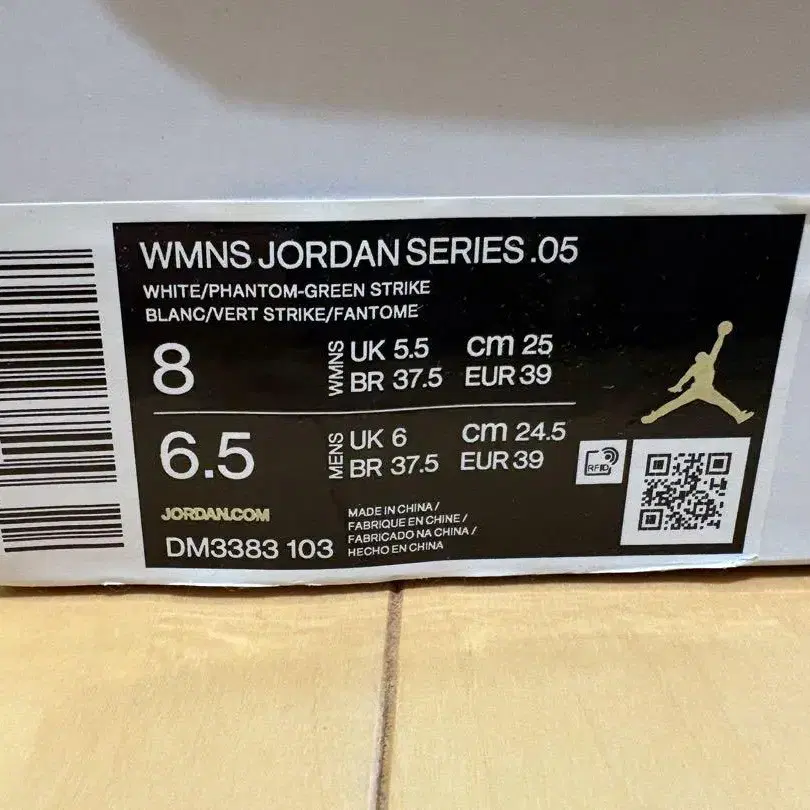 WMNS JORDAN SERIES .05
WHITE/PHANTOM-GREEN STRIKE
BLANC/VERT STRIKE/FANTOME
8 WMNS UK 5.5 cm 25
BR 37.5 EUR 39
6.5 MENS UK 6 cm 24.5
BR 37.5 EUR 39
RFID
JORDAN.COM
DM3383 103
MADE IN CHINA /
FABRIQUE EN CHINE /
FABRICADO NA CHINA /
HECHO EN CHINA